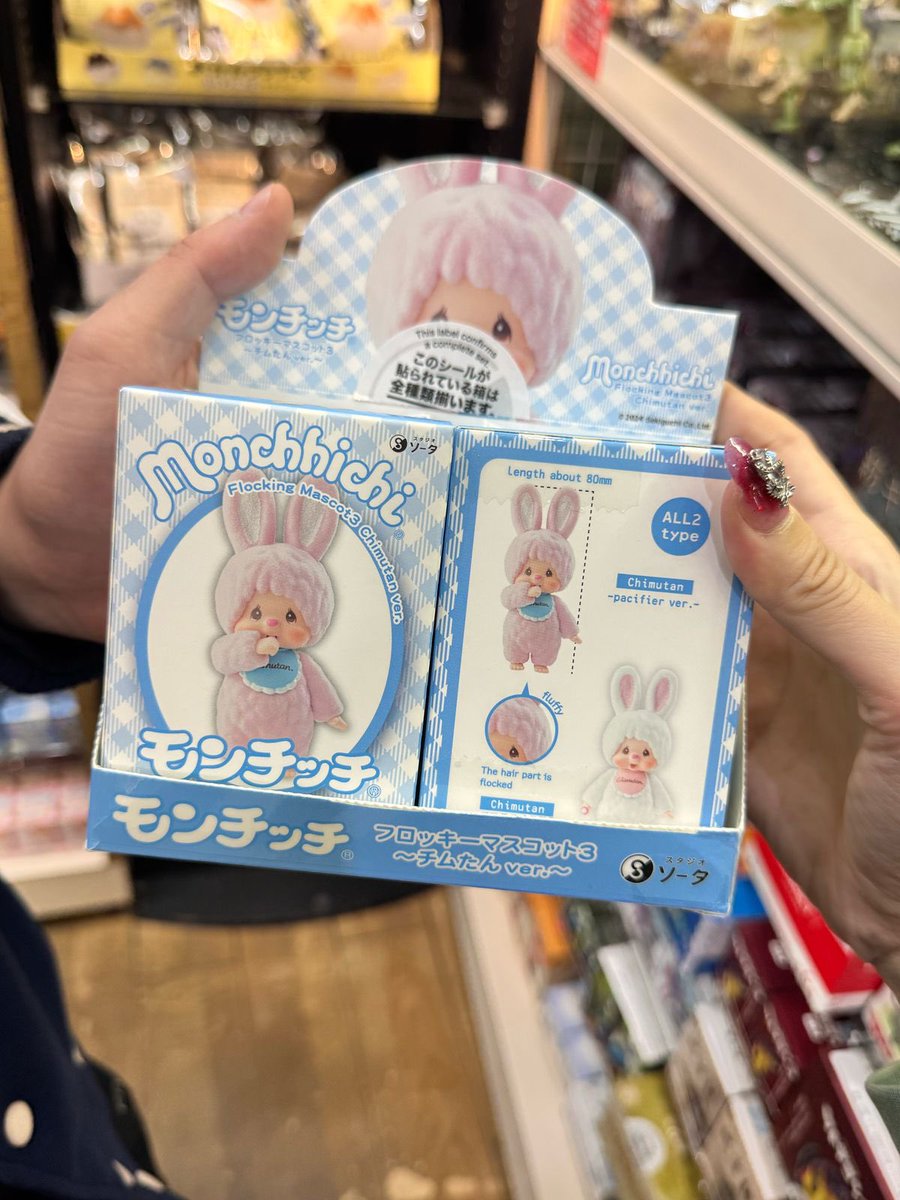 モンチッチ
フロッキーマスコット3
〜チムたん ver.〜
This label confirms
a complete set.
このシールが
貼られている箱は
全種類揃います。
Monchhichi
Flocking Mascot3
Chimutan ver.
Monchhichi
®
スタジオ
ソータ
Flocking Mascot3 Chimutan ver.
Chimutan.
モンチッチ
®
Length about 80mm
ALL2
type
Chimutan
~pacifier ver.~
fluffy
The hair part is
flocked
Chimutan
モンチッチ®
フロッキーマスコット3
〜チムたん ver.〜
スタジオ
ソータ